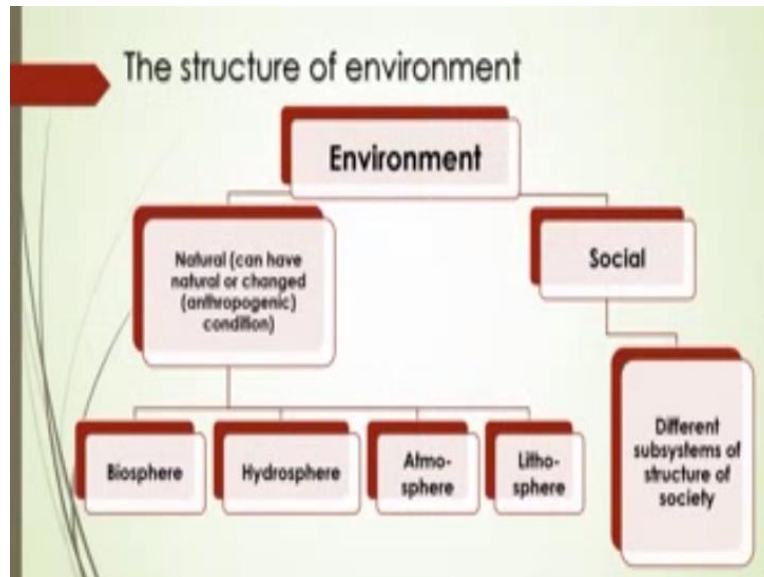 The structure of environment
Environment
Natural (can have
natural or changed
(anthropogenic)
condition)
Social
Biosphere
Hydrosphere
Atmo-
sphere
Litho-
sphere
Different
subsystems of
structure of
society